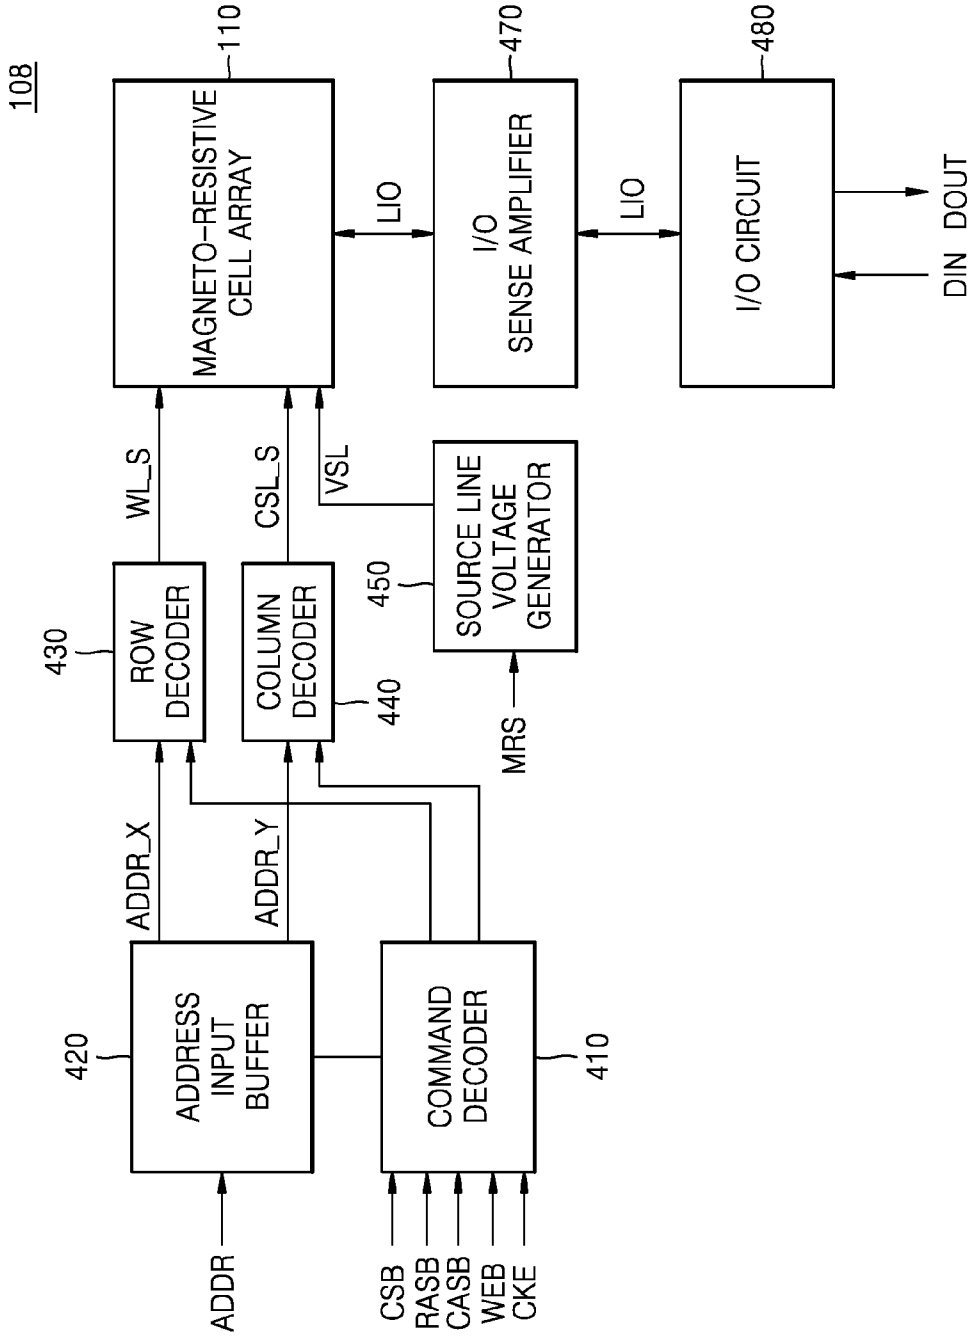 108
110
MAGNETO-RESISTIVE
CELL ARRAY
LIO
470
I/O
SENSE AMPLIFIER
LIO
480
I/O CIRCUIT
DIN
DOUT
WL_S
CSL_S
VSL
430
ROW
DECODER
440
COLUMN
DECODER
450
SOURCE LINE
VOLTAGE
GENERATOR
MRS
ADDR_X
ADDR_Y
420
ADDRESS
INPUT
BUFFER
410
COMMAND
DECODER
ADDR
CSB
RASB
CASB
WEB
CKE